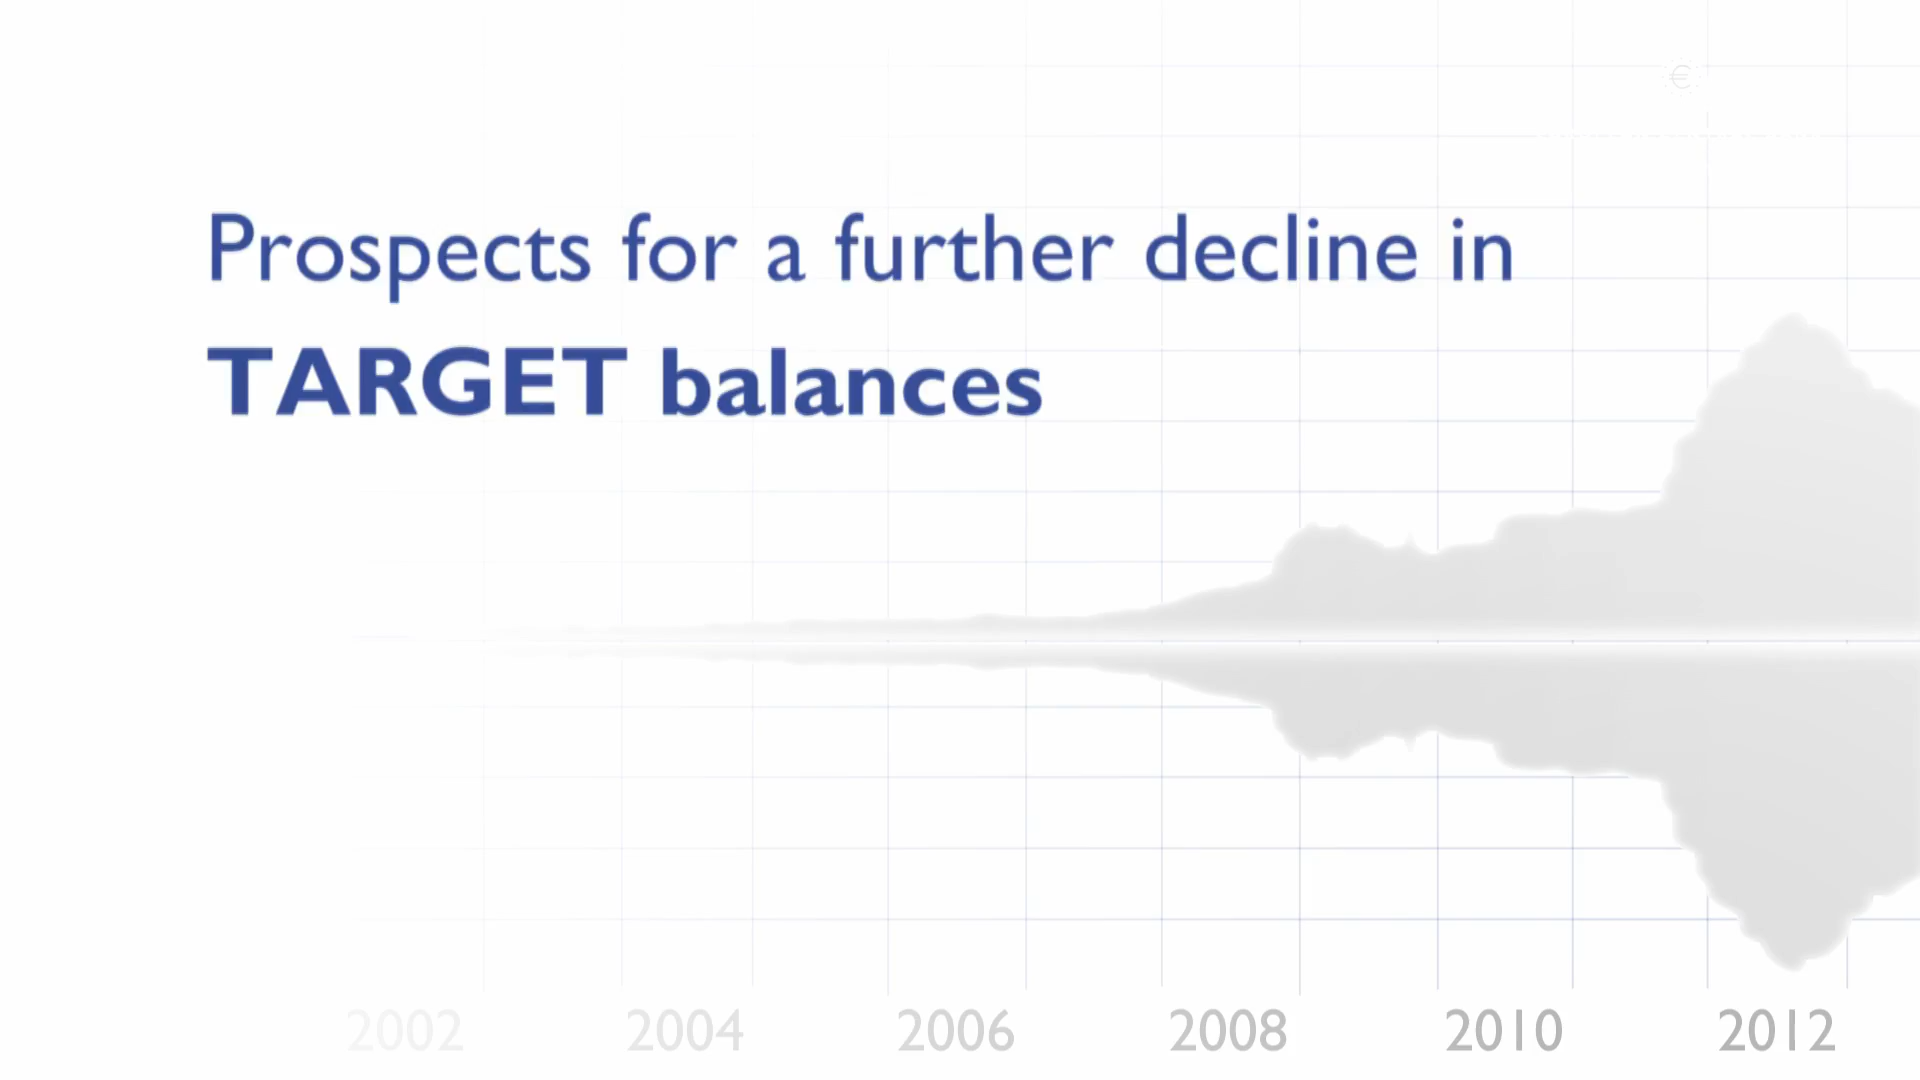 Prospects for a further decline in
TARGET balances
2002 2004 2006 2008 2010 2012